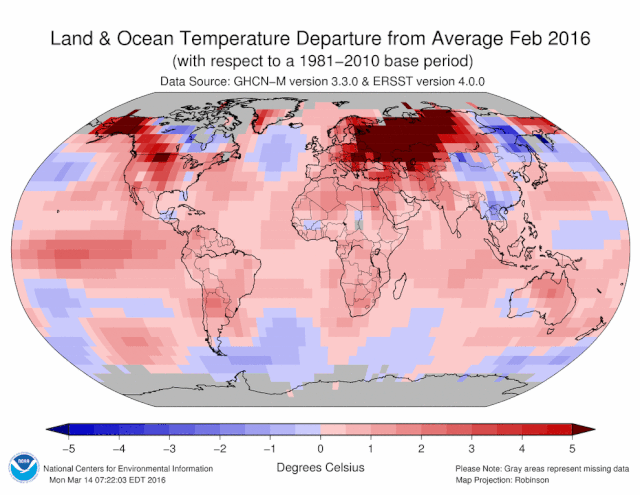 Land & Ocean Temperature Departure from Average Feb 2016
(with respect to a 1981−2010 base period)
Data Source: GHCN−M version 3.3.0 & ERSST version 4.0.0
−5 −4 −3 −2 −1 0 1 2 3 4 5
Degrees Celsius
National Centers for Environmental Information
Mon Mar 14 07:22:03 EDT 2016
Please Note: Gray areas represent missing data
Map Projection: Robinson